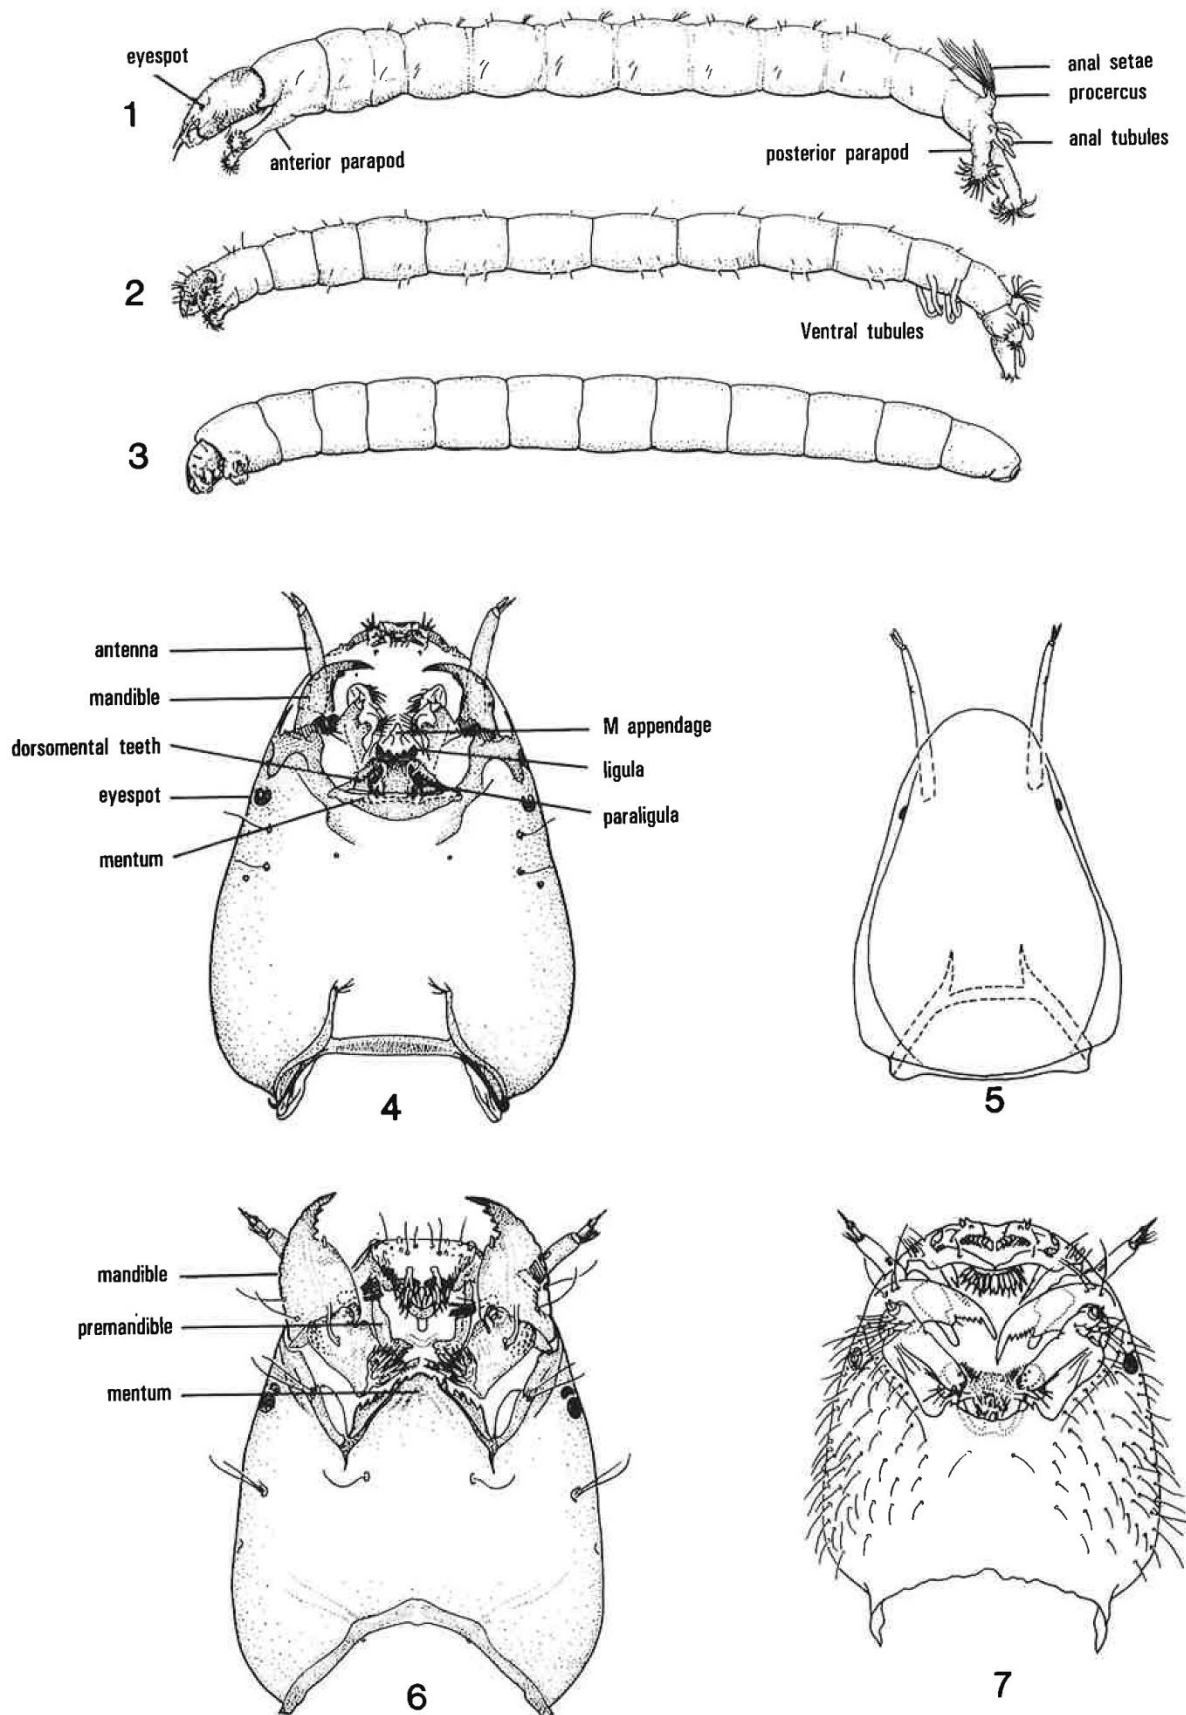 eyespot
1
anterior parapod
anal setae
procercus
anal tubules
posterior parapod
2
Ventral tubules
3
antenna
mandible
dorsomental teeth
eyespot
mentum
M appendage
ligula
paraligula
4
5
mandible
premandible
mentum
6
7